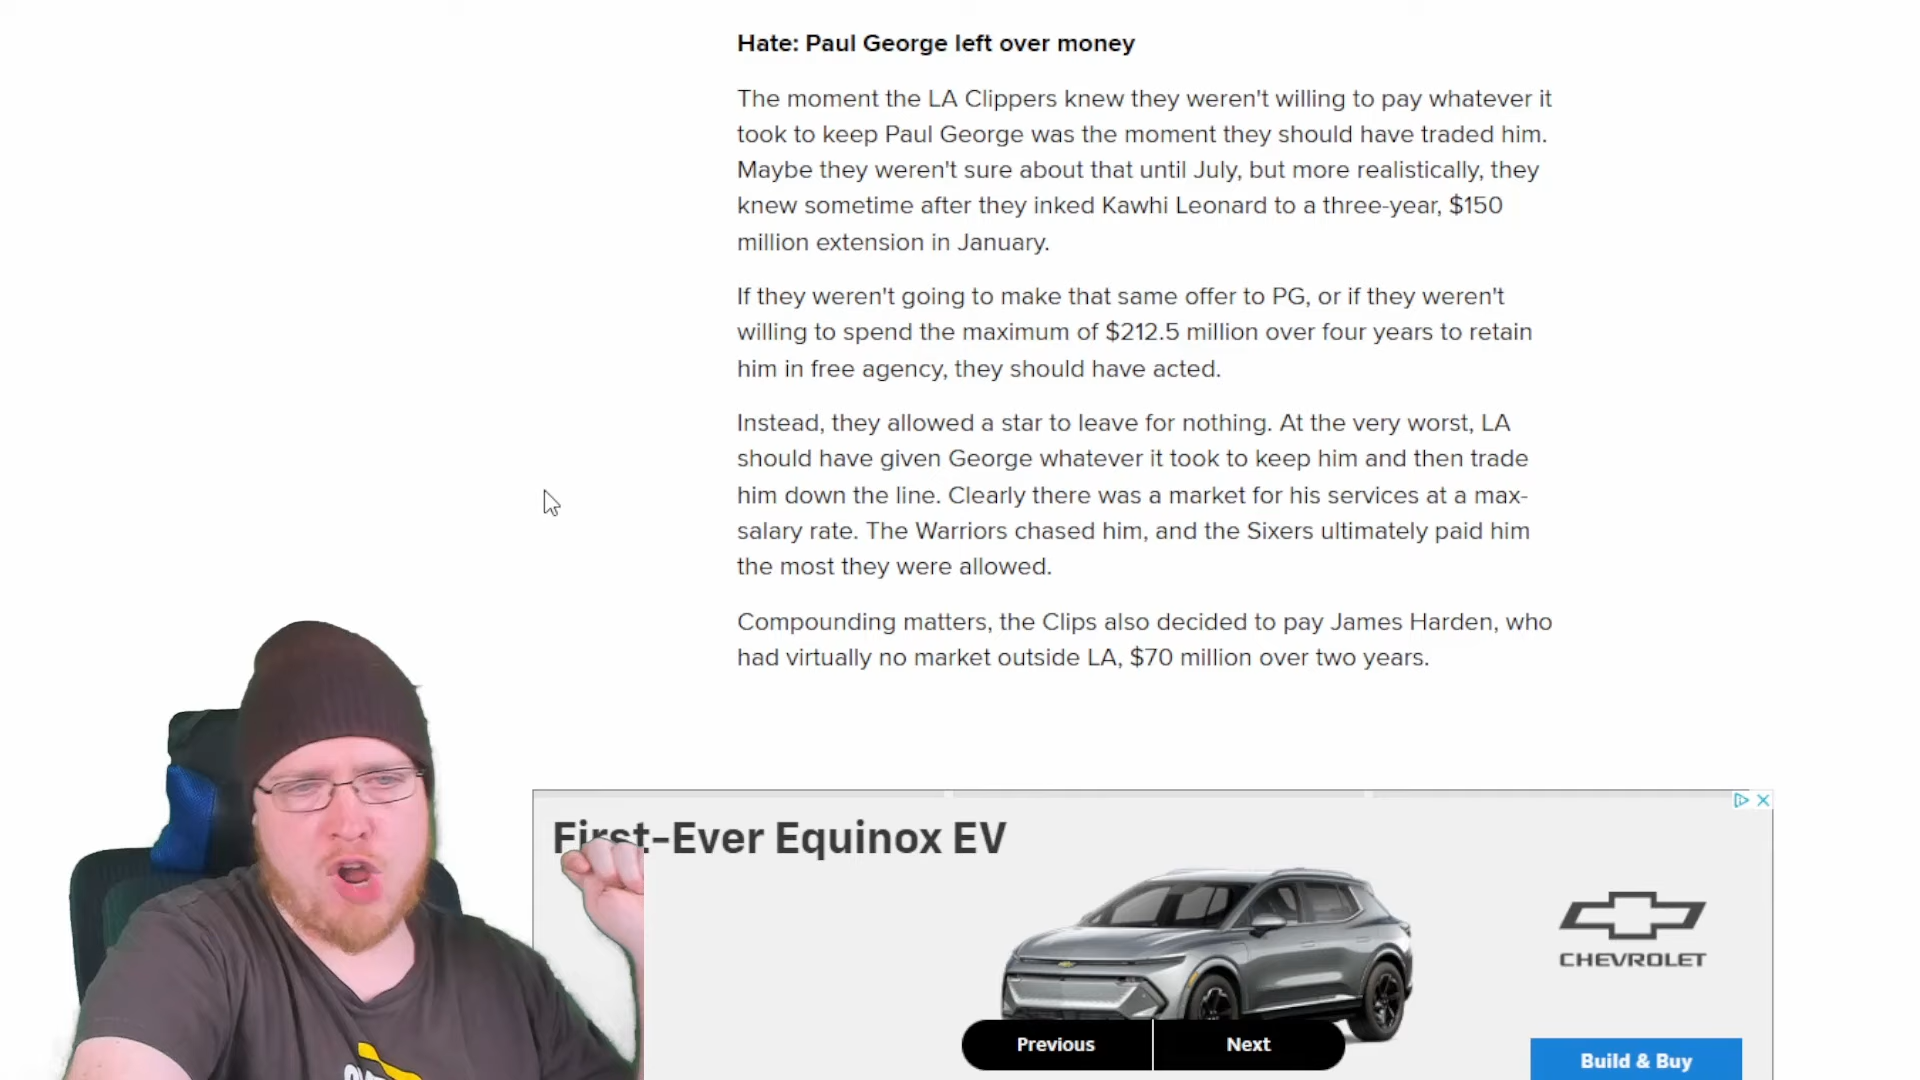 Hate: Paul George left over money
The moment the LA Clippers knew they weren't willing to pay whatever it
took to keep Paul George was the moment they should have traded him.
Maybe they weren't sure about that until July, but more realistically, they
knew sometime after they inked Kawhi Leonard to a three-year, $150
million extension in January.
If they weren't going to make that same offer to PG, or if they weren't
willing to spend the maximum of $212.5 million over four years to retain
him in free agency, they should have acted.
Instead, they allowed a star to leave for nothing. At the very worst, LA
should have given George whatever it took to keep him and then trade
him down the line. Clearly there was a market for his services at a max-
salary rate. The Warriors chased him, and the Sixers ultimately paid him
the most they were allowed.
Compounding matters, the Clips also decided to pay James Harden, who
had virtually no market outside LA, $70 million over two years.
First-Ever Equinox EV
CHEVROLET
Previous
Next
Build & Buy